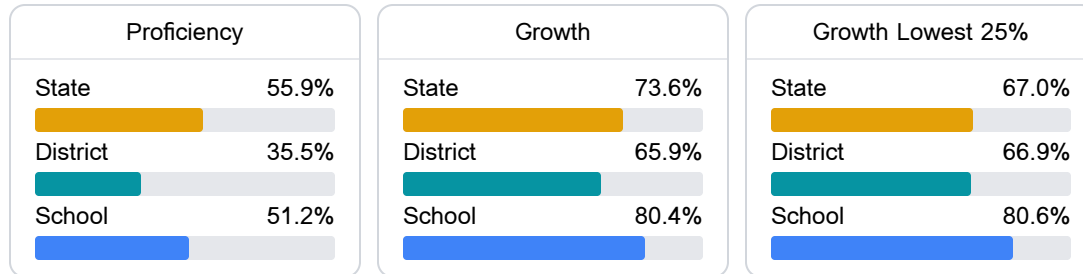 Proficiency
State 55.9%
District 35.5%
School 51.2%
Growth
State 73.6%
District 65.9%
School 80.4%
Growth Lowest 25%
State 67.0%
District 66.9%
School 80.6%